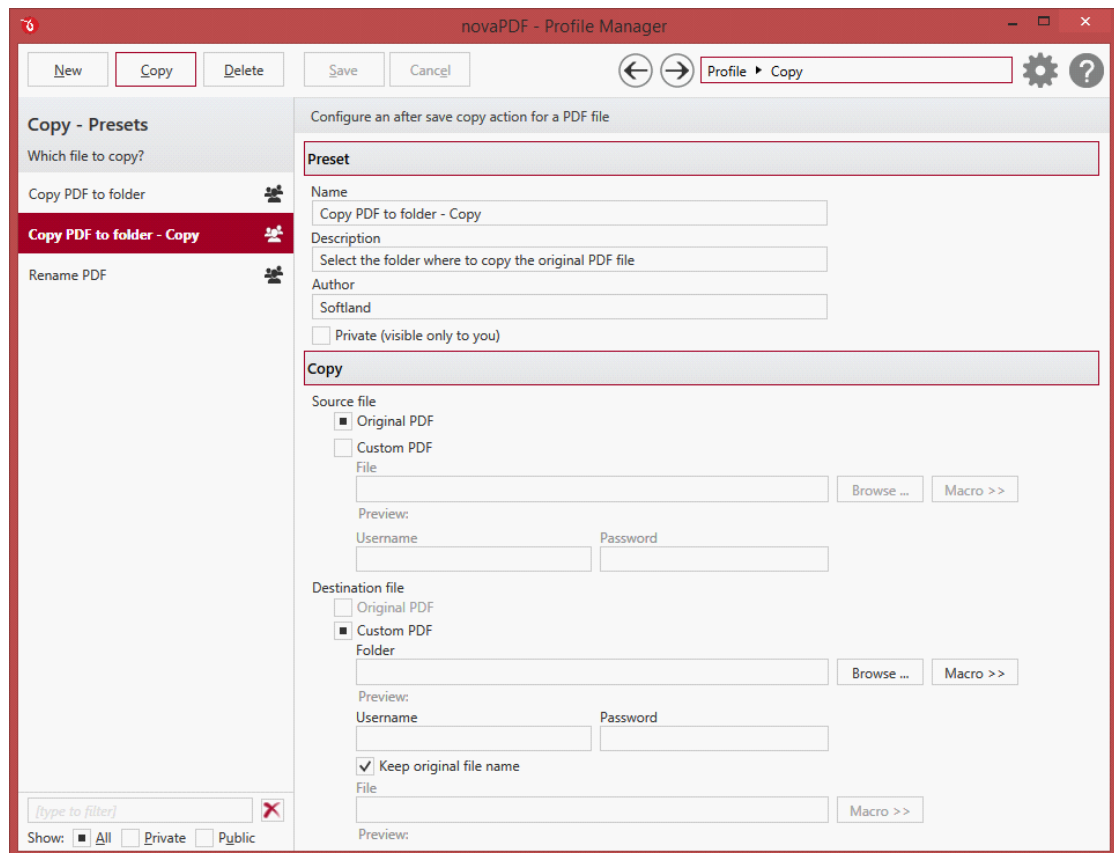 novaPDF - Profile Manager
New Copy Delete Save Cancel Profile Copy
Copy - Presets
Which file to copy?
Copy PDF to folder
Copy PDF to folder - Copy
Rename PDF
[type to filter]
Show: All Private Public
Configure an after save copy action for a PDF file
Preset
Name
Copy PDF to folder - Copy
Description
Select the folder where to copy the original PDF file
Author
Softland
Private (visible only to you)
Copy
Source file
Original PDF
Custom PDF
File
Browse ... Macro >>
Preview:
Username Password
Destination file
Original PDF
Custom PDF
Folder
Browse ... Macro >>
Preview:
Username Password
Keep original file name
File
Macro >>
Preview: